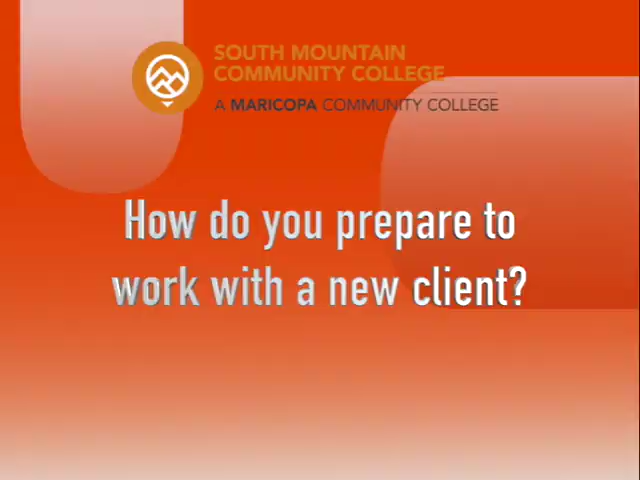 SOUTH MOUNTAIN
COMMUNITY COLLEGE
A MARICOPA COMMUNITY COLLEGE
How do you prepare to
work with a new client?